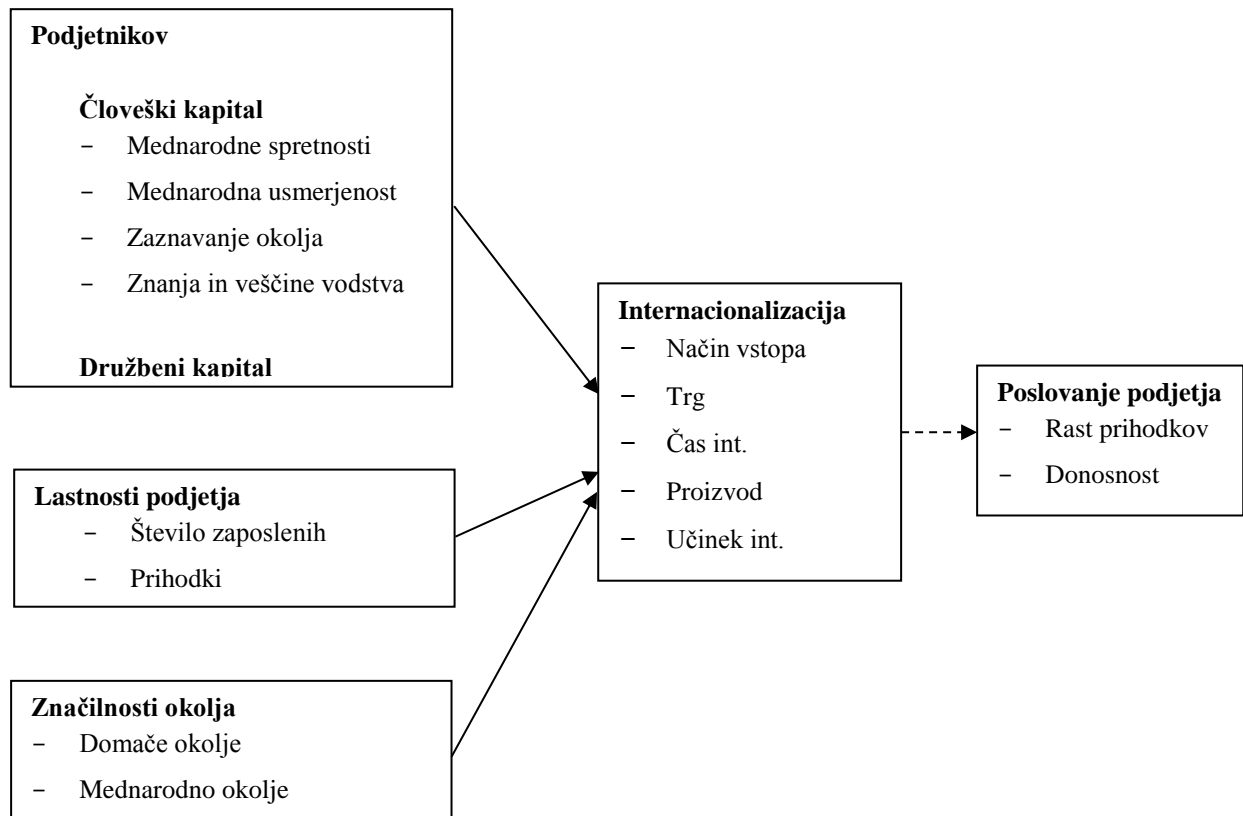 Podjetnikov
Človeški kapital
– Mednarodne spretnosti
– Mednarodna usmerjenost
– Zaznavanje okolja
– Znanja in veščine vodstva
Družbeni kapital
Lastnosti podjetja
– Število zaposlenih
– Prihodki
Značilnosti okolja
– Domače okolje
– Mednarodno okolje
Internacionalizacija
– Način vstopa
– Trg
– Čas int.
– Proizvod
– Učinek int.
Poslovanje podjetja
– Rast prihodkov
– Donosnost